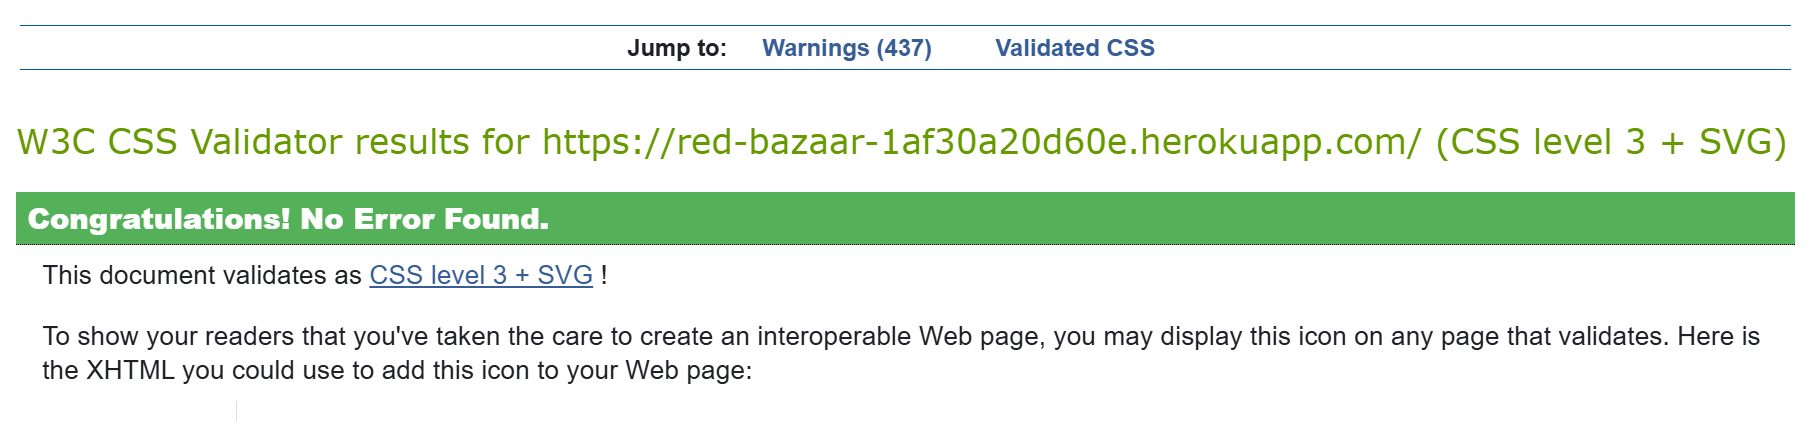 Jump to: Warnings (437) Validated CSS
W3C CSS Validator results for https://red-bazaar-1af30a20d60e.herokuapp.com/ (CSS level 3 + SVG)
Congratulations! No Error Found.
This document validates as CSS level 3 + SVG !
To show your readers that you've taken the care to create an interoperable Web page, you may display this icon on any page that validates. Here is
the XHTML you could use to add this icon to your Web page: